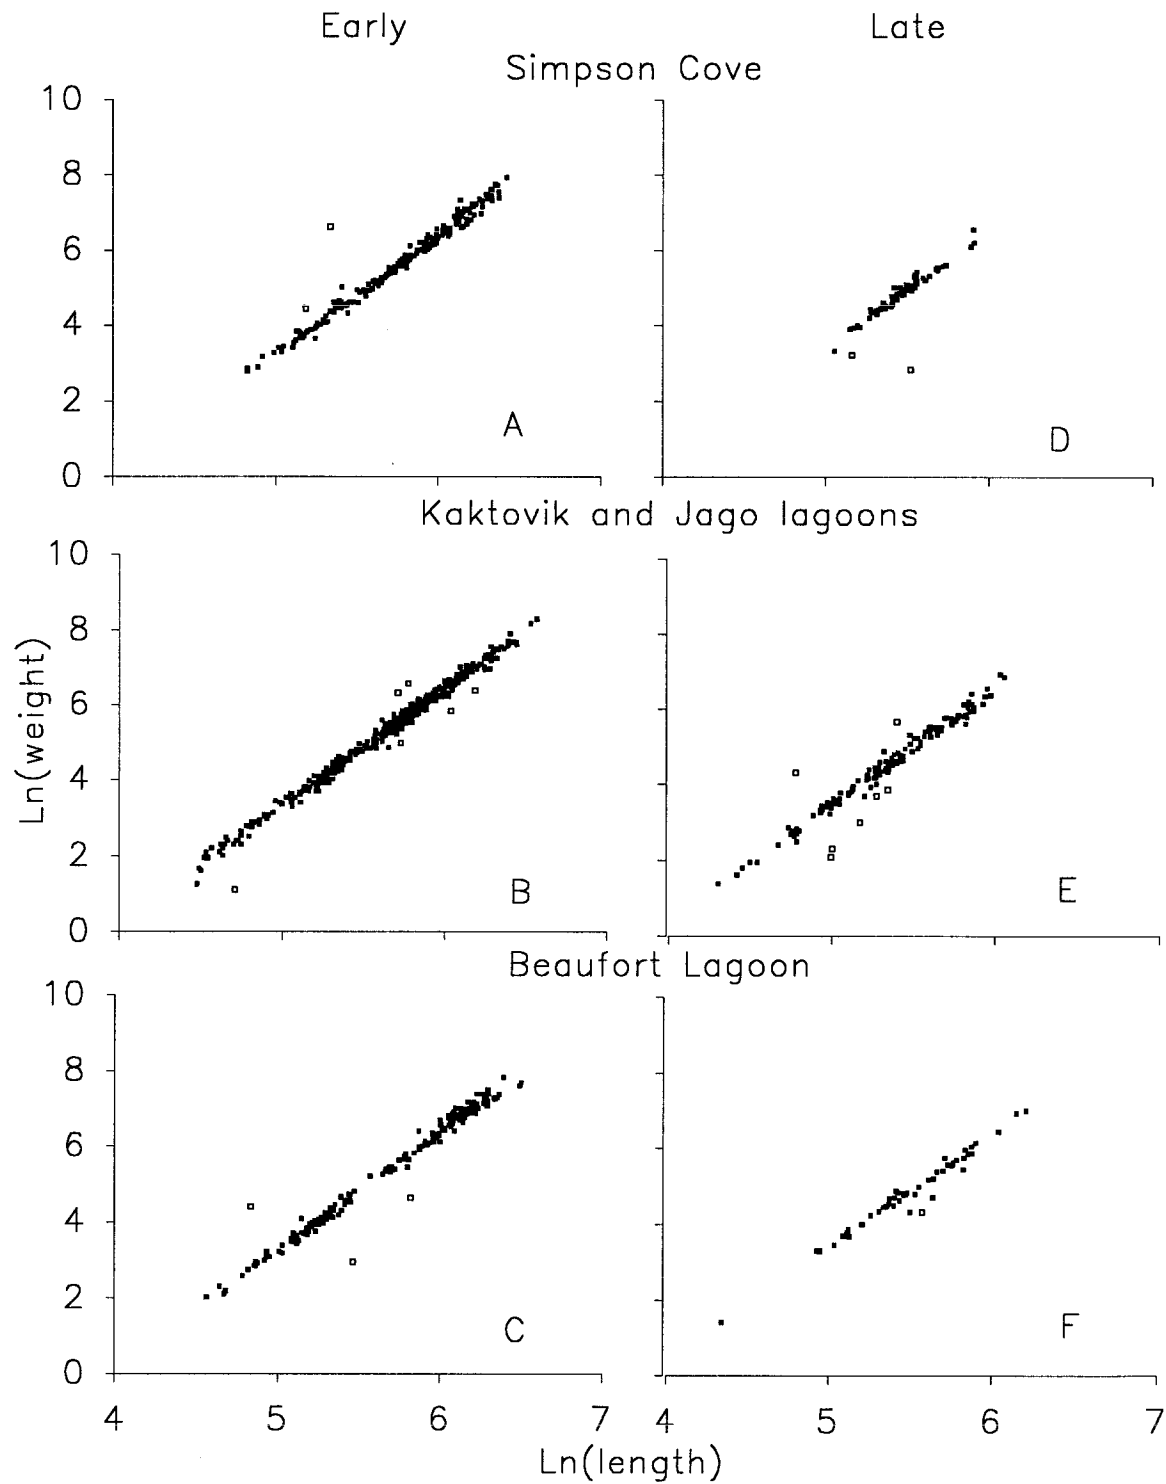 Early Late
Simpson Cove
10
8
6
4
2
0
A
D
Kaktovik and Jago lagoons
10
8
6
4
2
0
B
E
Ln(weight)
Beaufort Lagoon
10
8
6
4
2
0
C
F
4 5 6 7 4 5 6 7
Ln(length)